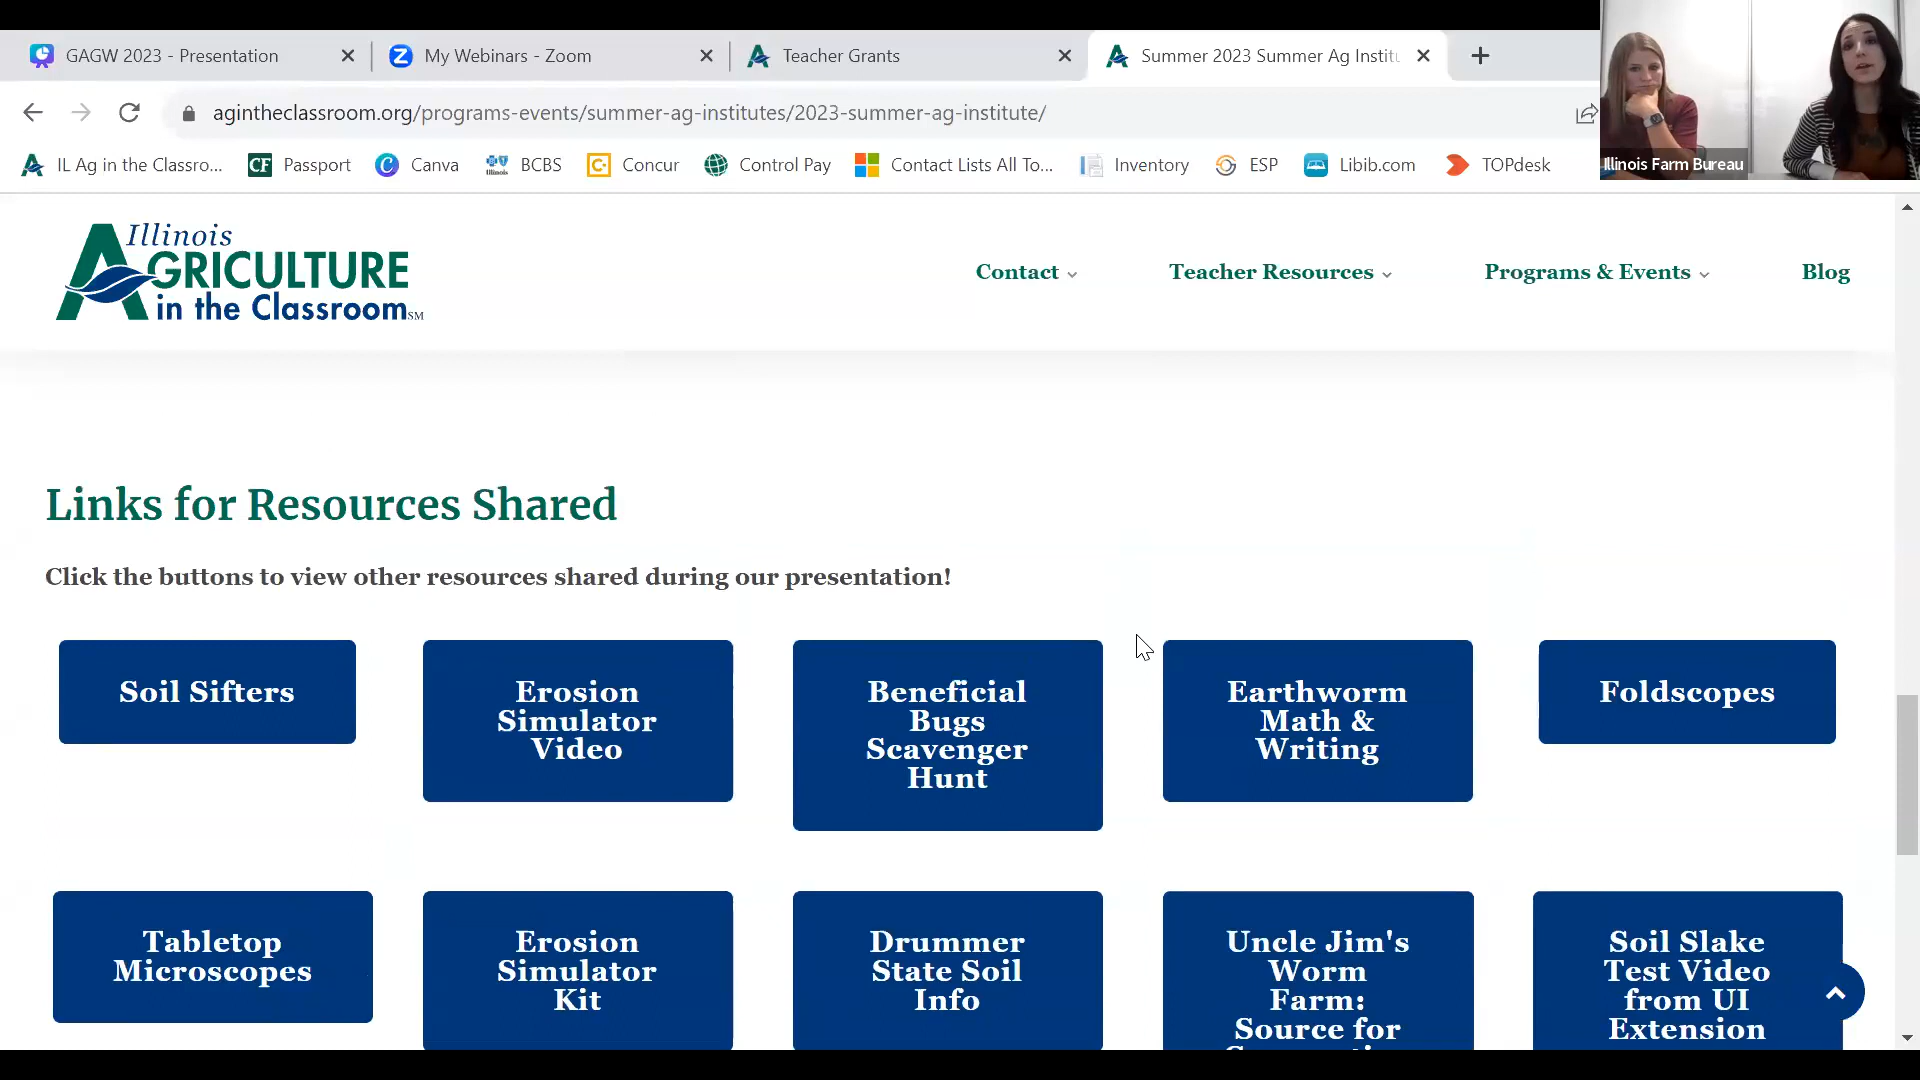 GAGW 2023 - Presentation
My Webinars - Zoom
Teacher Grants
Summer 2023 Summer Ag Institu
agintheclassroom.org/programs-events/summer-ag-institutes/2023-summer-ag-institute/
IL Ag in the Classro...
CF Passport
Canva
BCBS
Concur
Control Pay
Contact Lists All To...
Inventory
ESP
Libib.com
TOPdesk
Illinois Farm Bureau
Illinois
AGRICULTURE
in the Classroom SM
Contact
Teacher Resources
Programs & Events
Blog
Links for Resources Shared
Click the buttons to view other resources shared during our presentation!
Soil Sifters
Erosion
Simulator
Video
Beneficial
Bugs
Scavenger
Hunt
Earthworm
Math &
Writing
Foldscopes
Tabletop
Microscopes
Erosion
Simulator
Kit
Drummer
State Soil
Info
Uncle Jim's
Worm
Farm:
Source for
Soil Slake
Test Video
from UI
Extension